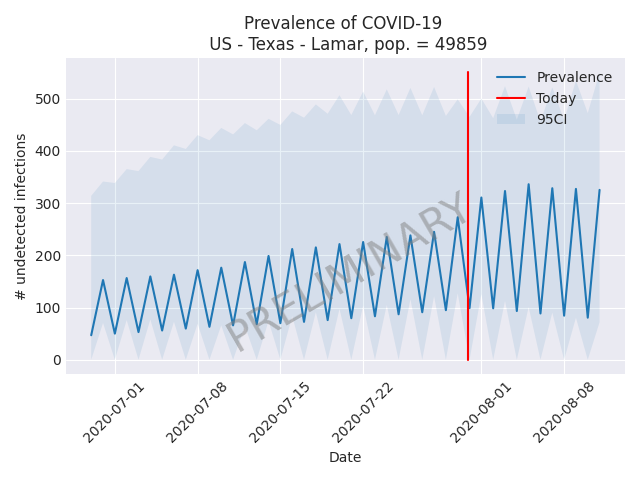 Prevalence of COVID-19
US - Texas - Lamar, pop. = 49859
Prevalence
Today
95CI
500
400
300
200
100
0
# undetected infections
PRELIMINARY
2020-07-01
2020-07-08
2020-07-15
2020-07-22
2020-08-01
2020-08-08
Date